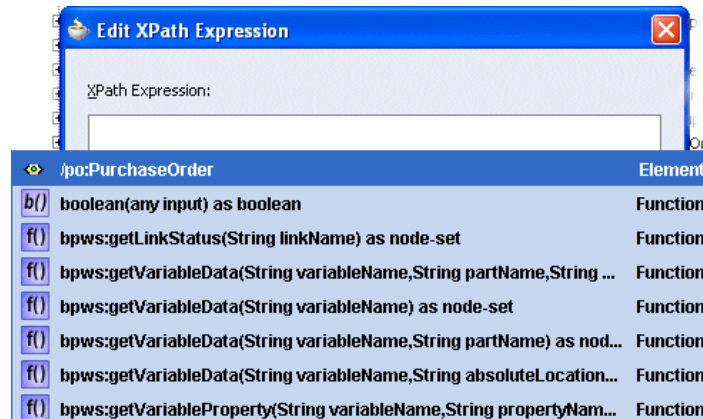 Edit XPath Expression
XPath Expression:
/po:PurchaseOrder Element
b() boolean(any input) as boolean Function
f() bpws:getLinkStatus(String linkName) as node-set Function
f() bpws:getVariableData(String variableName,String partName,String ... Function
f() bpws:getVariableData(String variableName) as node-set Function
f() bpws:getVariableData(String variableName,String partName) as nod... Function
f() bpws:getVariableData(String variableName,String absoluteLocation... Function
f() bpws:getVariableProperty(String variableName,String propertyNam... Function